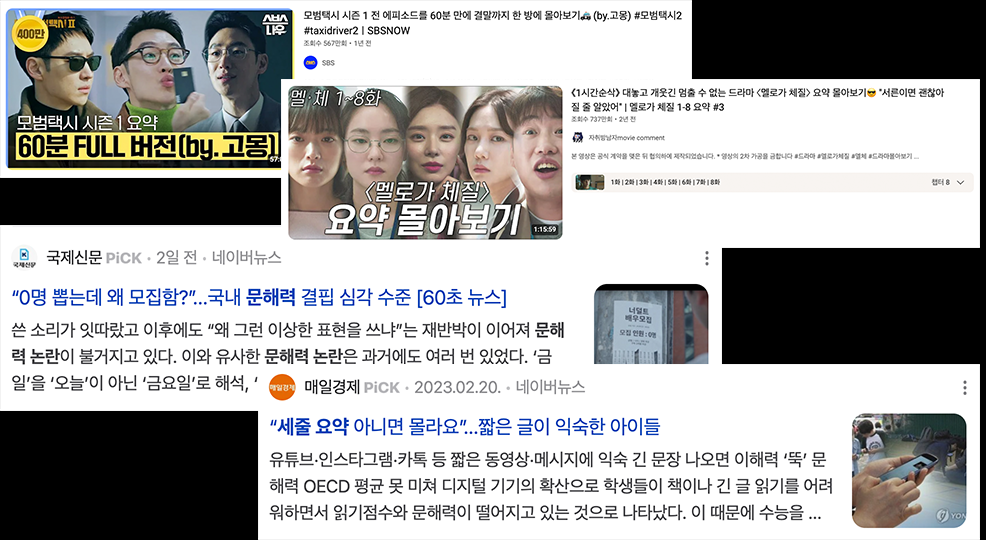 400만
모범택시 II
스브스
나우
모범택시 시즌 1 요약
60분 FULL 버전(by.고몽)
57:0
모범택시 시즌 1 전 에피소드를 60분 만에 결말까지 한 방에 몰아보기🚕 (by.고몽) #모범택시2
#taxidriver2 | SBSNOW
조회수 567만회 • 1년 전
SBS
멜:체 1~8화
〈멜로가 체질〉
요약 몰아보기
1:15:59
《1시간순삭》 대놓고 개웃긴 멈출 수 없는 드라마 〈멜로가 체질〉 요약 몰아보기😎 "서른이면 괜찮아
질 줄 알았어" | 멜로가 체질 1-8 요약 #3
조회수 737만회 • 2년 전
자취방남자movie comment
본 영상은 공식 계약을 맺은 뒤 협의하에 제작되었습니다. * 영상의 2차 가공을 금합니다 #드라마 #멜로가체질 #멜체 #드라마몰아보기 ...
1화 | 2화 | 3화 | 4화 | 5화 | 6화 | 7화 | 8화
챕터 8
국제신문
국제신문 PiCK · 2일 전 · 네이버뉴스
“0명 뽑는데 왜 모집함?”...국내 문해력 결핍 심각 수준 [60초 뉴스]
쓴 소리가 잇따랐고 이후에도 “왜 그런 이상한 표현을 쓰냐”는 재반박이 이어져 문해
력 논란이 불거지고 있다. 이와 유사한 문해력 논란은 과거에도 여러 번 있었다. ‘금
일’을 ‘오늘’이 아닌 ‘금요일’로 해석, ‘
너덜트
배우모집
모집 인원 : 0명
매일경제
매일경제 PiCK · 2023.02.20. · 네이버뉴스
“세줄 요약 아니면 몰라요”...짧은 글이 익숙한 아이들
유튜브·인스타그램·카톡 등 짧은 동영상·메시지에 익숙 긴 문장 나오면 이해력 ‘뚝’ 문
해력 OECD 평균 못 미쳐 디지털 기기의 확산으로 학생들이 책이나 긴 글 읽기를 어려
워하면서 읽기점수와 문해력이 떨어지고 있는 것으로 나타났다. 이 때문에 수능을 ...
YON